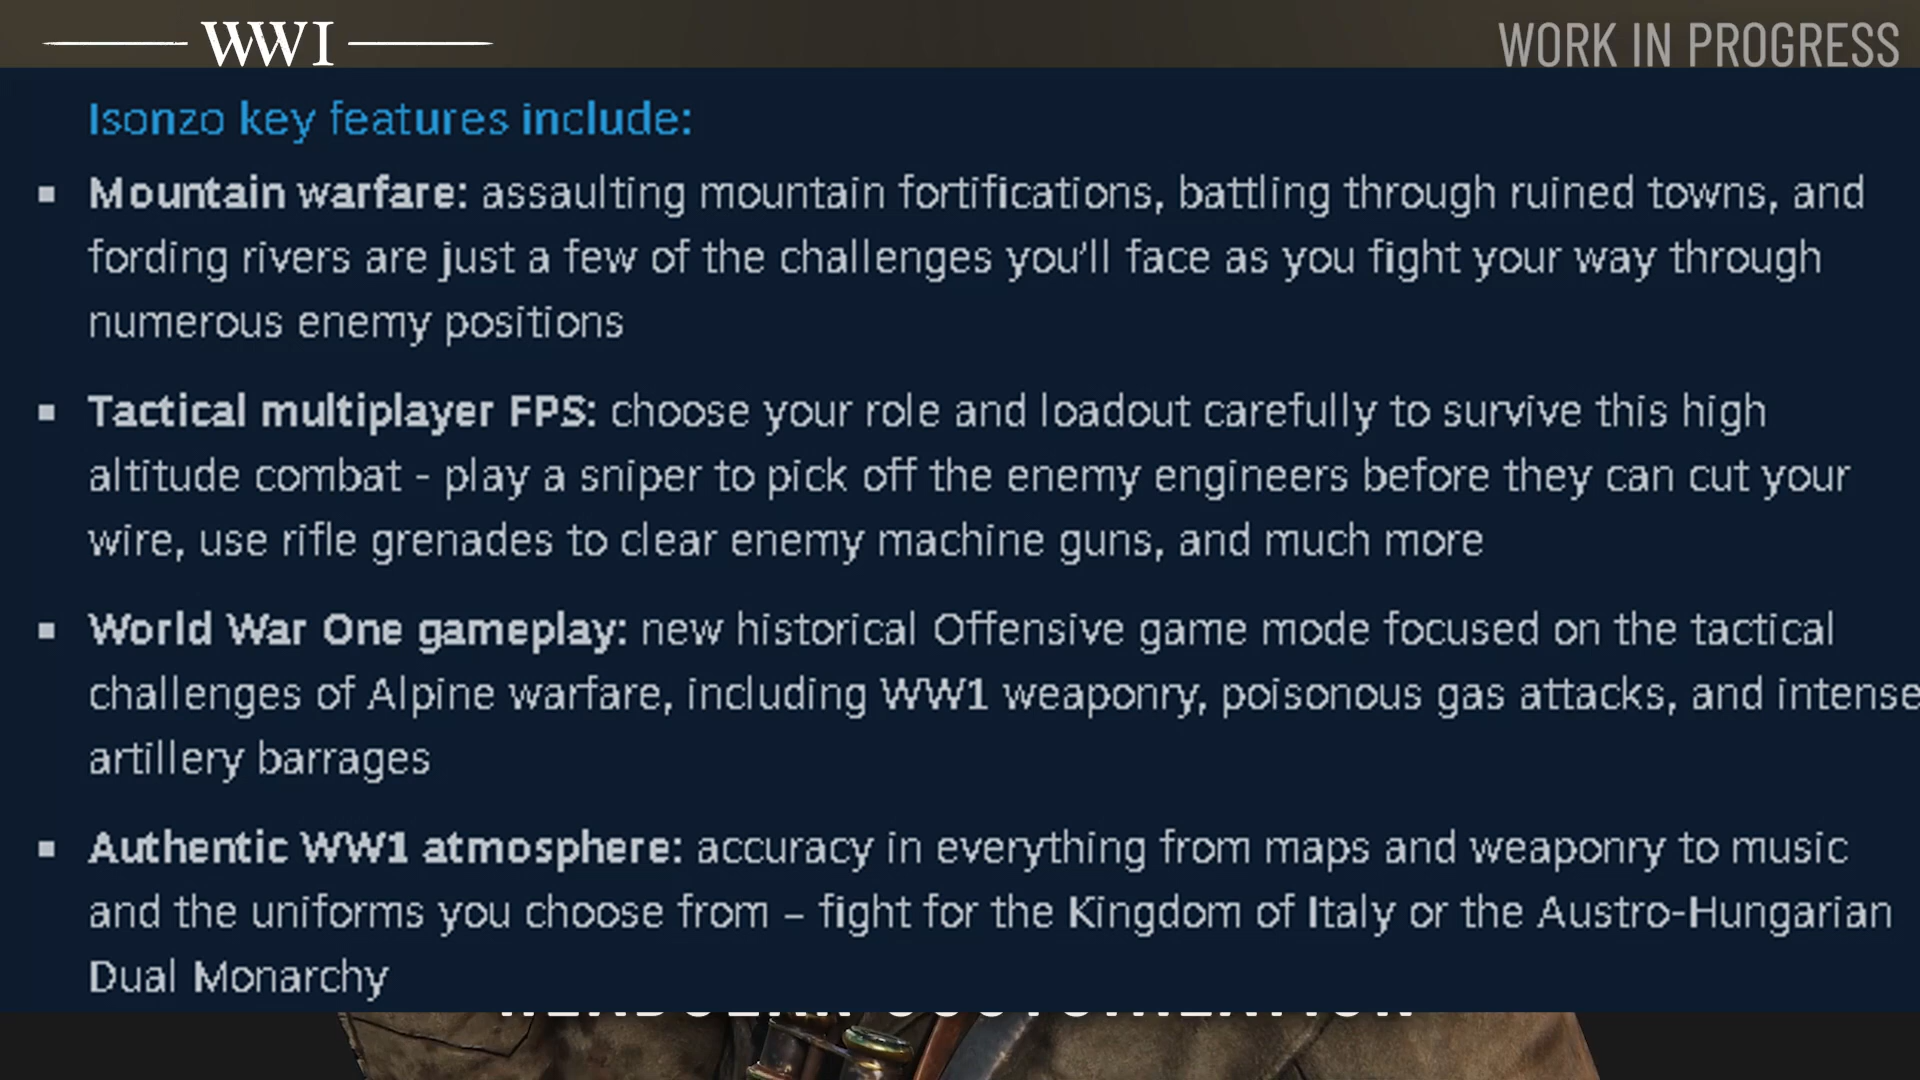 WWI
WORK IN PROGRESS
Isonzo key features include:
▪ Mountain warfare: assaulting mountain fortifications, battling through ruined towns, and
fording rivers are just a few of the challenges you'll face as you fight your way through
numerous enemy positions
▪ Tactical multiplayer FPS: choose your role and loadout carefully to survive this high
altitude combat - play a sniper to pick off the enemy engineers before they can cut your
wire, use rifle grenades to clear enemy machine guns, and much more
▪ World War One gameplay: new historical Offensive game mode focused on the tactical
challenges of Alpine warfare, including WW1 weaponry, poisonous gas attacks, and intense
artillery barrages
▪ Authentic WW1 atmosphere: accuracy in everything from maps and weaponry to music
and the uniforms you choose from – fight for the Kingdom of Italy or the Austro-Hungarian
Dual Monarchy